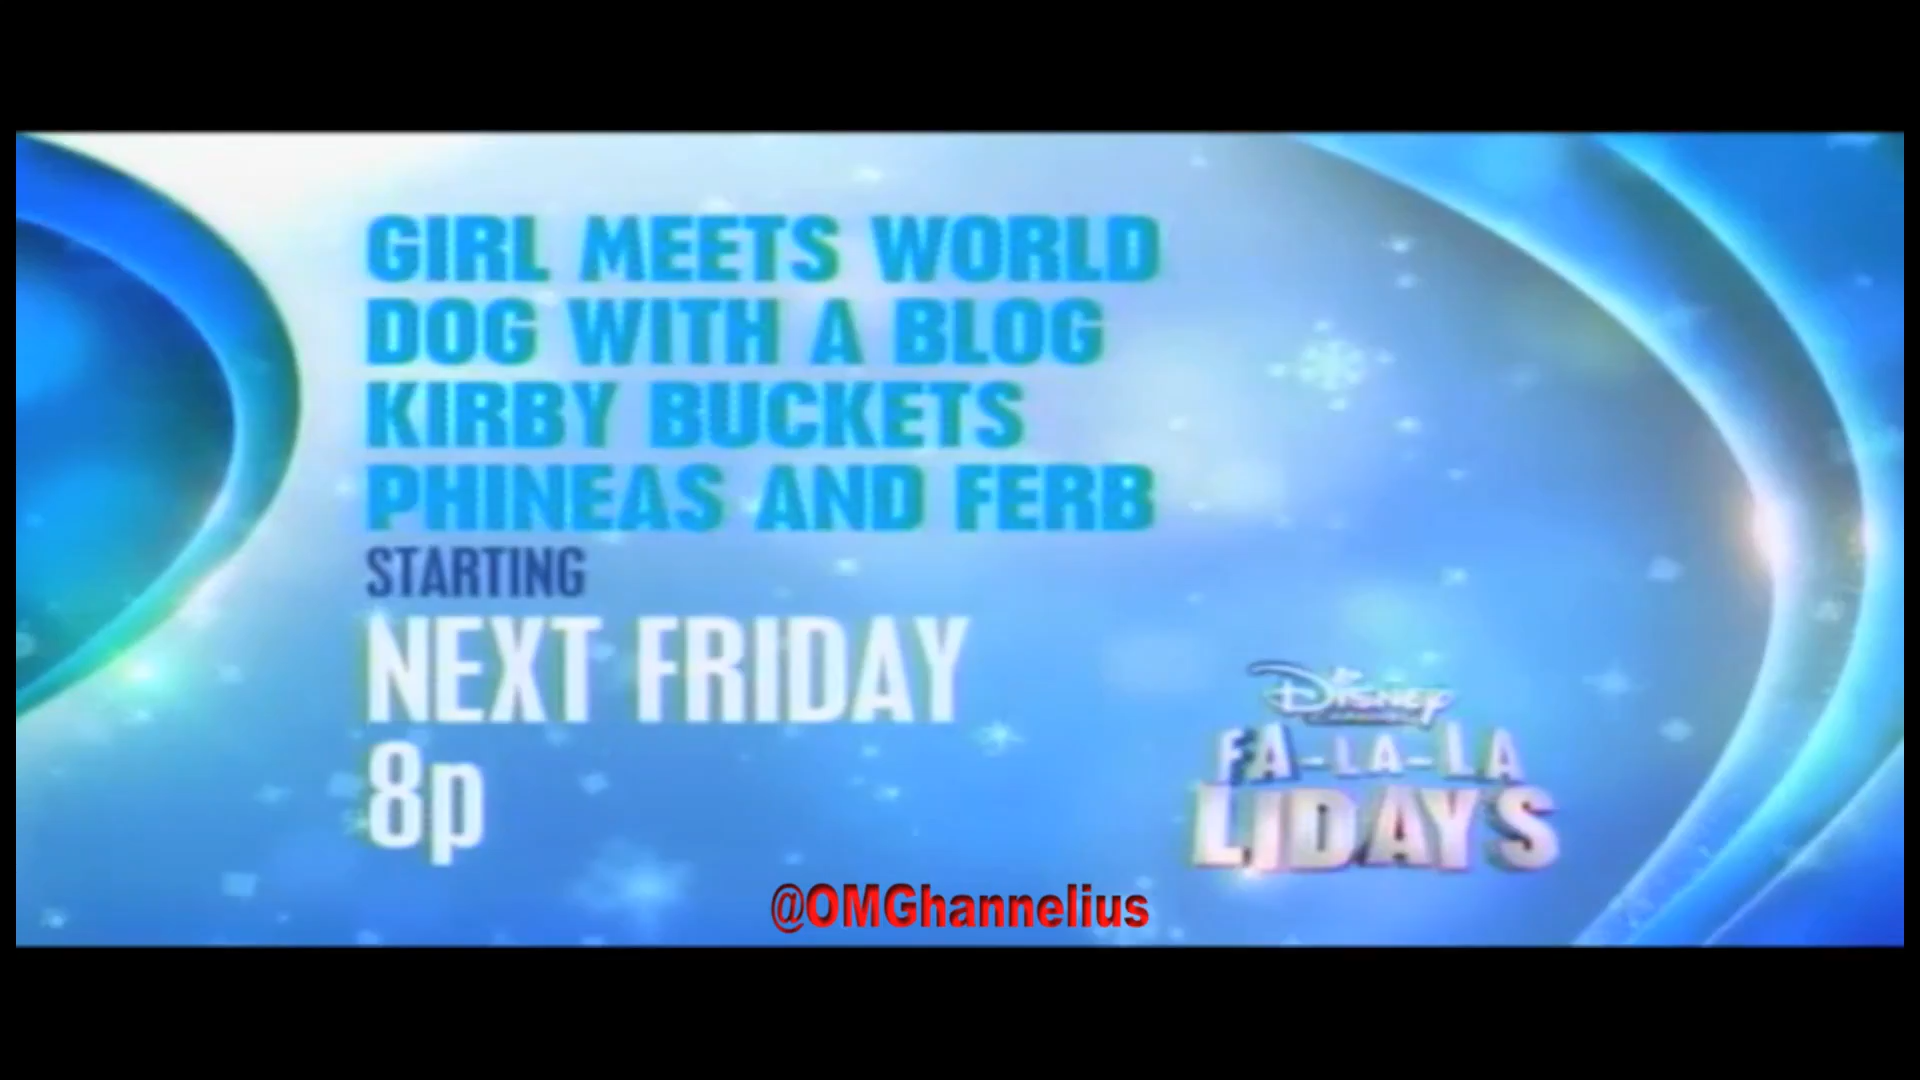 GIRL MEETS WORLD
DOG WITH A BLOG
KIRBY BUCKETS
PHINEAS AND FERB
STARTING
NEXT FRIDAY
8p
DISNEY
FA-LA-LA
LIDAYS
@OMGhannelius